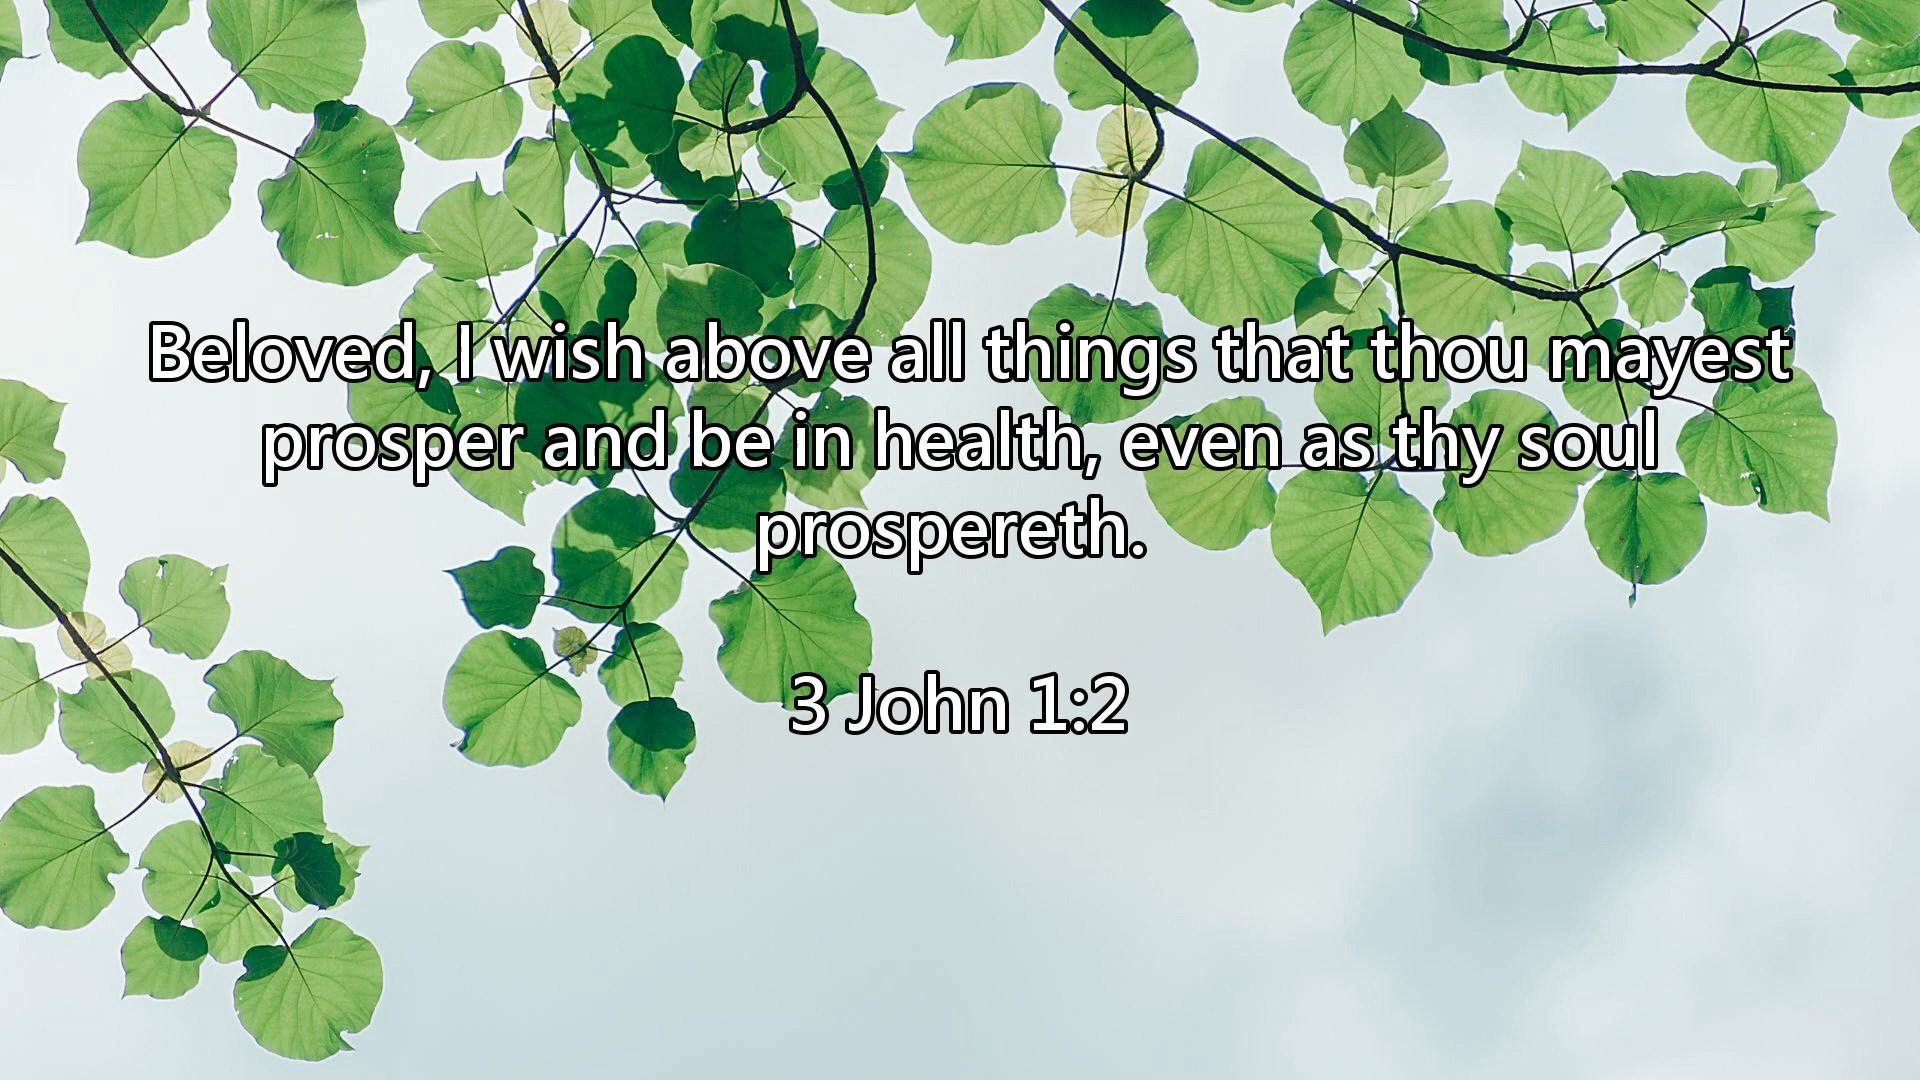 Beloved, I wish above all things that thou mayest
prosper and be in health, even as thy soul
prospereth.
3 John 1:2